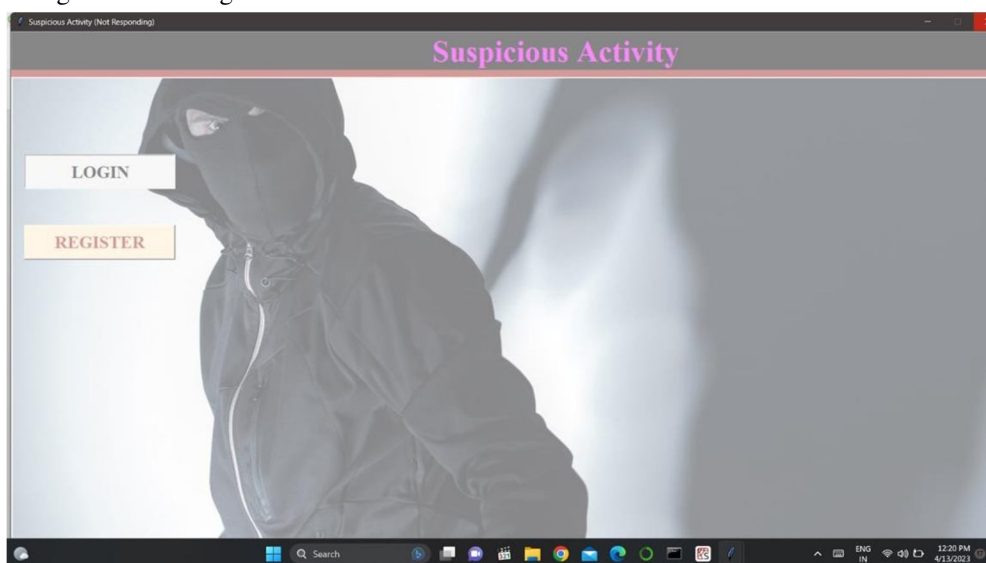 Suspicious Activity (Not Responding)
Suspicious Activity
LOGIN
REGISTER
Search
ENG
IN
12:20 PM
4/13/2023